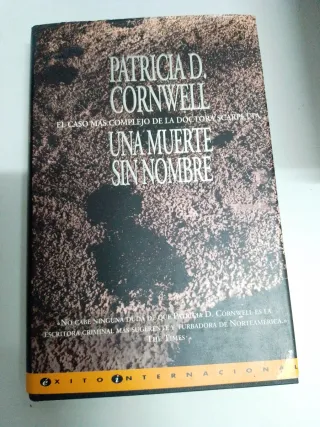 PATRICIA D.
CORNWELL
EL CASO MÁS COMPLEJO DE LA DOCTORA SCARPETTA
UNA MUERTE
SIN NOMBRE
«NO CABE NINGUNA DUDA DE QUE PATRICIA D. CORNWELL ES LA
ESCRITORA CRIMINAL MÁS SUGERENTE Y TURBADORA DE NORTEAMÉRICA.»
THE TIMES
éXITO iNTERNACIONAL